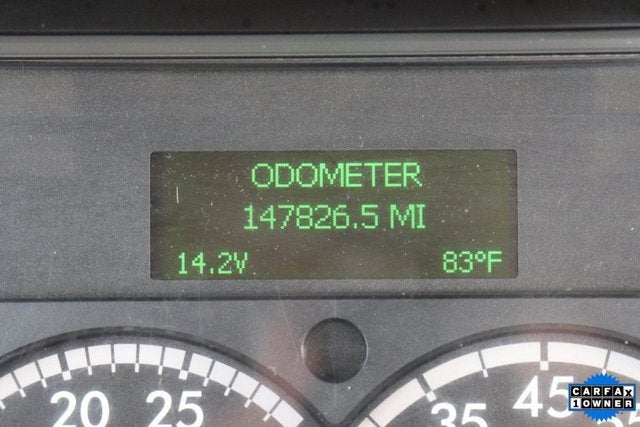 ODOMETER
147826.5 MI
14.2V 83°F
20 25 35 45
CARFAX
1 OWNER